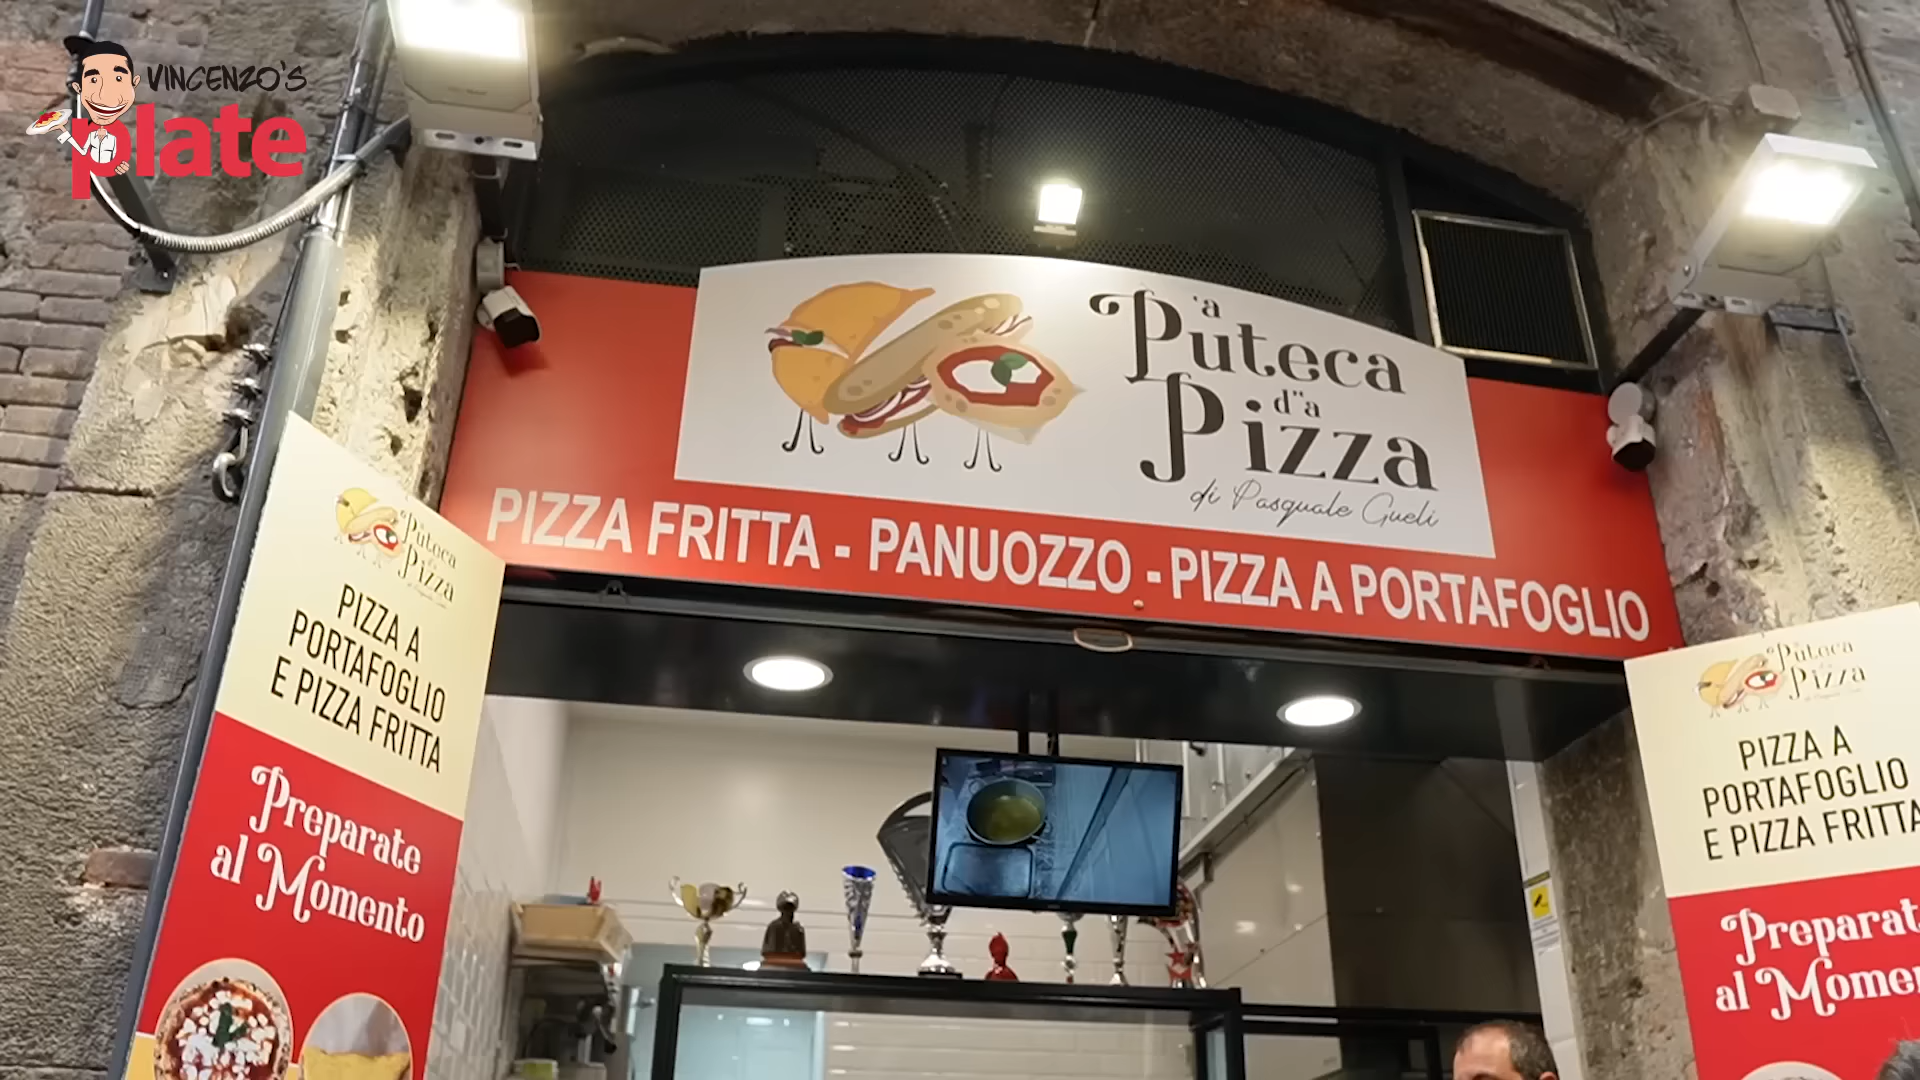 VINCENZO'S
plate
'a
Puteca
d''a
Pizza
di Pasquale Gueli
PIZZA FRITTA - PANUOZZO - PIZZA A PORTAFOGLIO
'a
Puteca
Pizza
PIZZA A
PORTAFOGLIO
E PIZZA FRITTA
Preparate
al Momento
'a
Puteca
Pizza
PIZZA A
PORTAFOGLIO
E PIZZA FRITTA
Preparat
al Mome